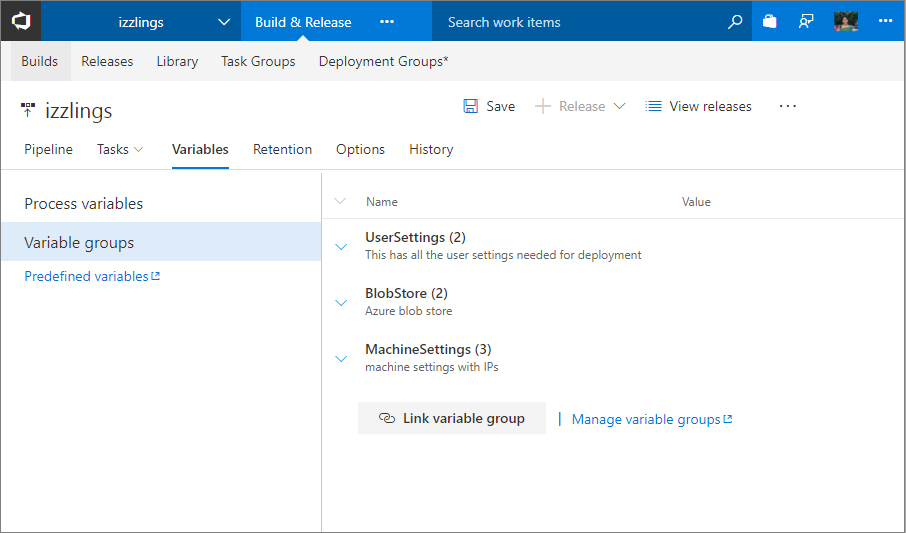 izzlings
Build & Release
Search work items
Builds
Releases
Library
Task Groups
Deployment Groups*
izzlings
Save
Release
View releases
Pipeline
Tasks
Variables
Retention
Options
History
Process variables
Variable groups
Predefined variables
Name
Value
UserSettings (2)
This has all the user settings needed for deployment
BlobStore (2)
Azure blob store
MachineSettings (3)
machine settings with IPs
Link variable group
| Manage variable groups